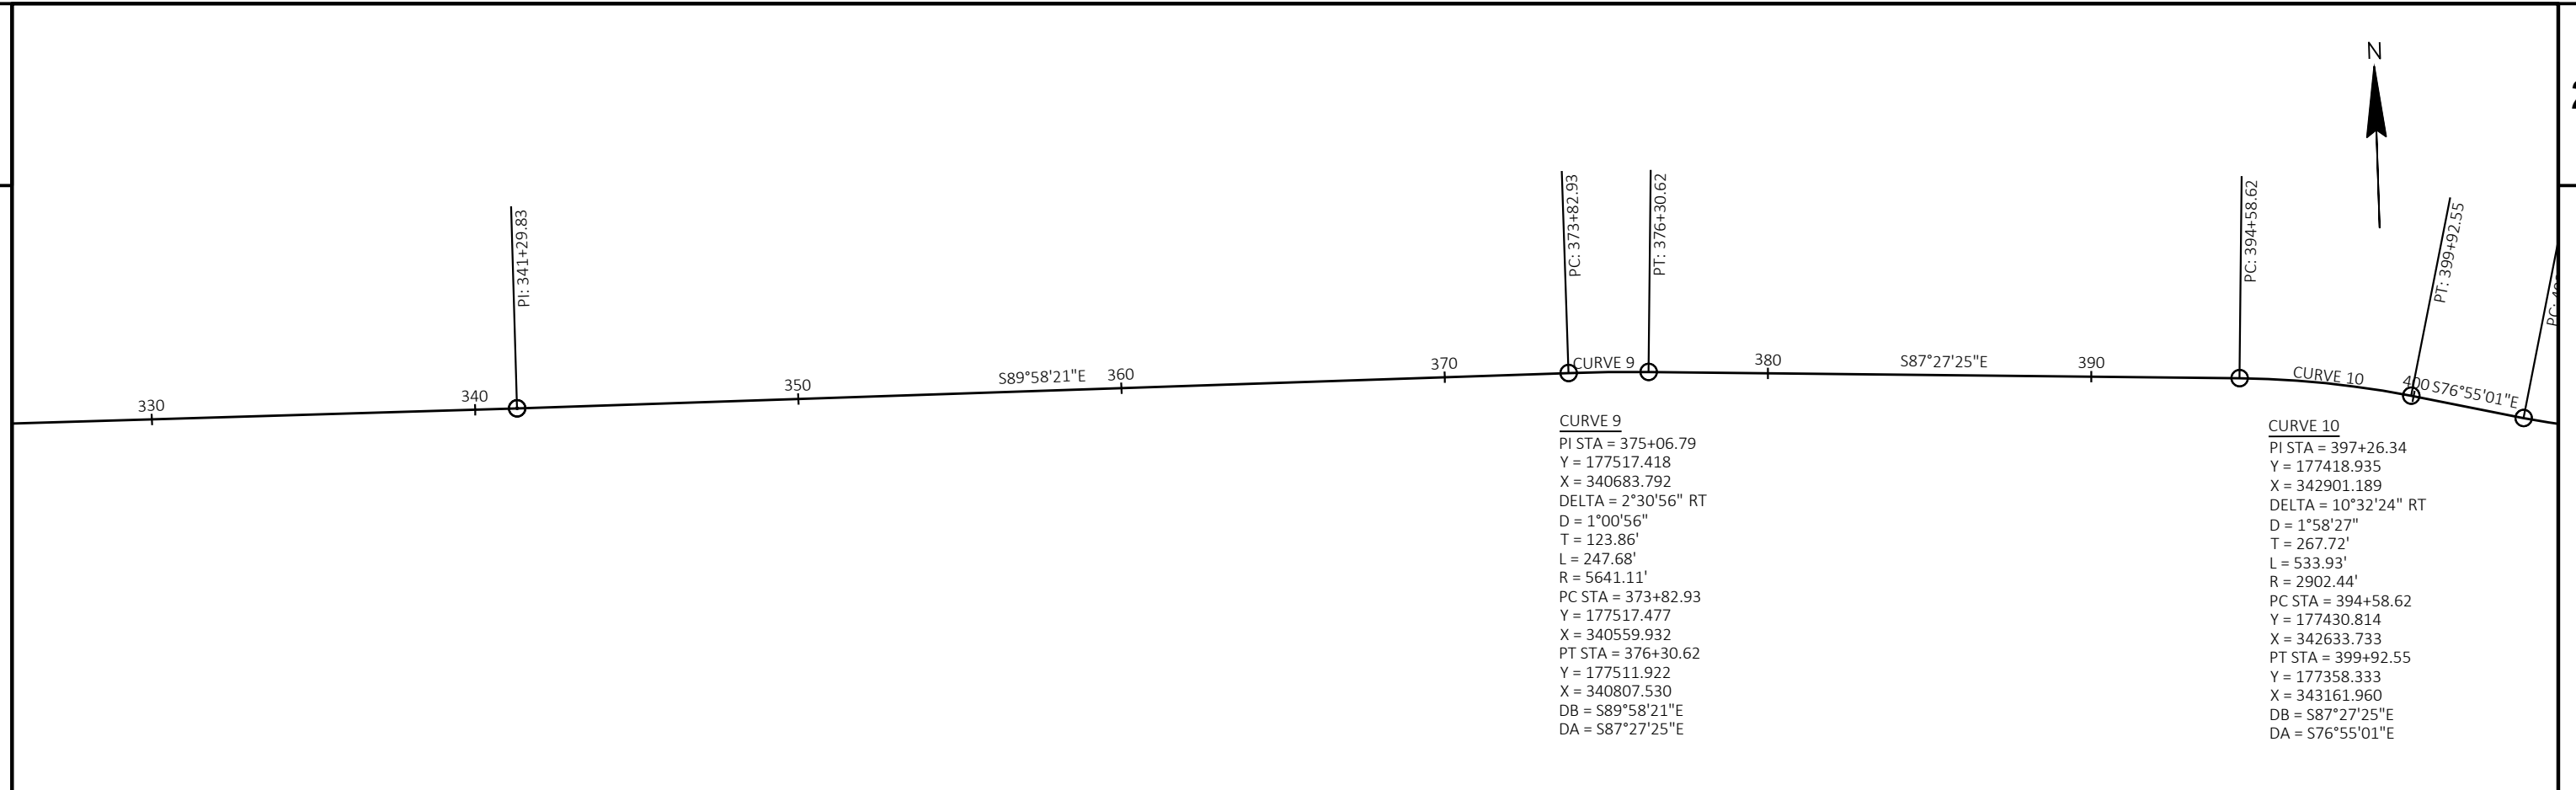 N
PI: 341+29.83
PC: 373+82.93
PT: 376+30.62
PC: 394+58.62
PT: 399+92.55
330
340
350
S89°58'21"E
360
370
CURVE 9
380
S87°27'25"E
390
CURVE 10
400
S76°55'01"E
CURVE 9
PI STA = 375+06.79
Y = 177517.418
X = 340683.792
DELTA = 2°30'56" RT
D = 1°00'56"
T = 123.86'
L = 247.68'
R = 5641.11'
PC STA = 373+82.93
Y = 177517.477
X = 340559.932
PT STA = 376+30.62
Y = 177511.922
X = 340807.530
DB = S89°58'21"E
DA = S87°27'25"E
CURVE 10
PI STA = 397+26.34
Y = 177418.935
X = 342901.189
DELTA = 10°32'24" RT
D = 1°58'27"
T = 267.72'
L = 533.93'
R = 2902.44'
PC STA = 394+58.62
Y = 177430.814
X = 342633.733
PT STA = 399+92.55
Y = 177358.333
X = 343161.960
DB = S87°27'25"E
DA = S76°55'01"E